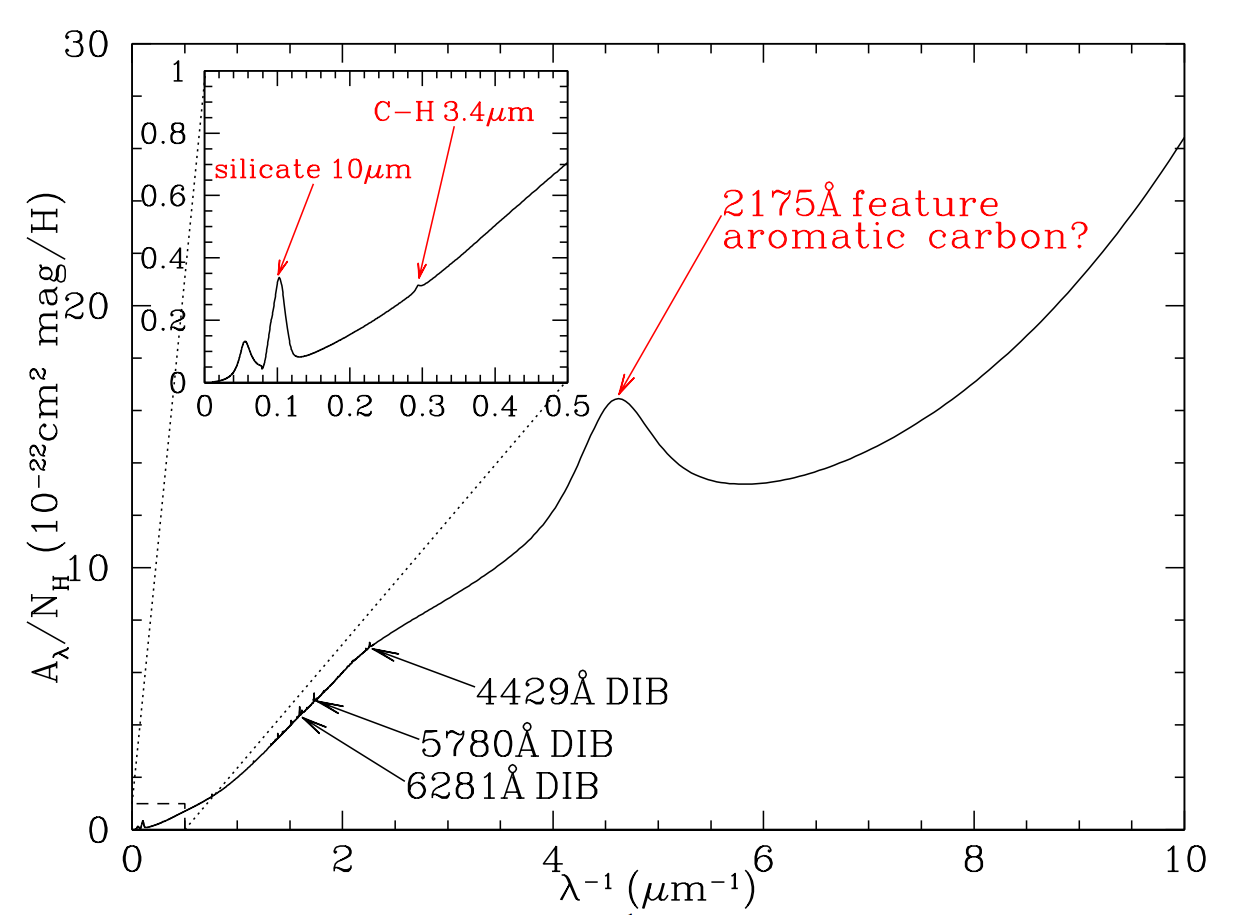 30
20
10
0
A_λ/N_H (10⁻²²cm² mag/H)
1
0.8
0.6
0.4
0.2
0
0 0.1 0.2 0.3 0.4 0.5
C−H 3.4μm
silicate 10μm
2175Å feature
aromatic carbon?
4429Å DIB
5780Å DIB
6281Å DIB
0 2 4 6 8 10
λ⁻¹ (μm⁻¹)